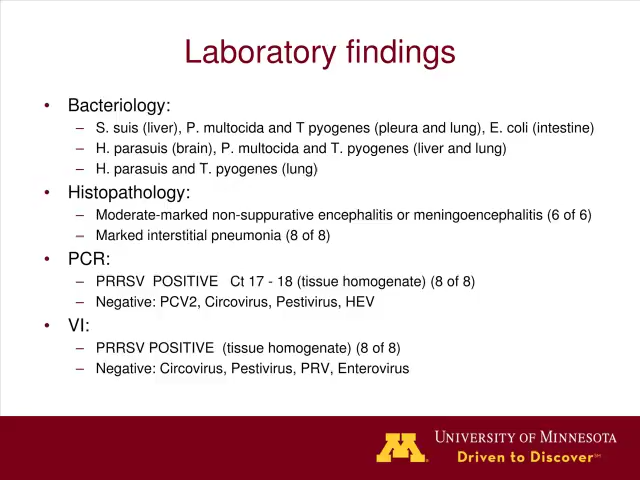 Laboratory findings
• Bacteriology:
– S. suis (liver), P. multocida and T pyogenes (pleura and lung), E. coli (intestine)
– H. parasuis (brain), P. multocida and T. pyogenes (liver and lung)
– H. parasuis and T. pyogenes (lung)
• Histopathology:
– Moderate-marked non-suppurative encephalitis or meningoencephalitis (6 of 6)
– Marked interstitial pneumonia (8 of 8)
• PCR:
– PRRSV POSITIVE Ct 17 - 18 (tissue homogenate) (8 of 8)
– Negative: PCV2, Circovirus, Pestivirus, HEV
• VI:
– PRRSV POSITIVE (tissue homogenate) (8 of 8)
– Negative: Circovirus, Pestivirus, PRV, Enterovirus
M UNIVERSITY OF MINNESOTA
Driven to Discover℠